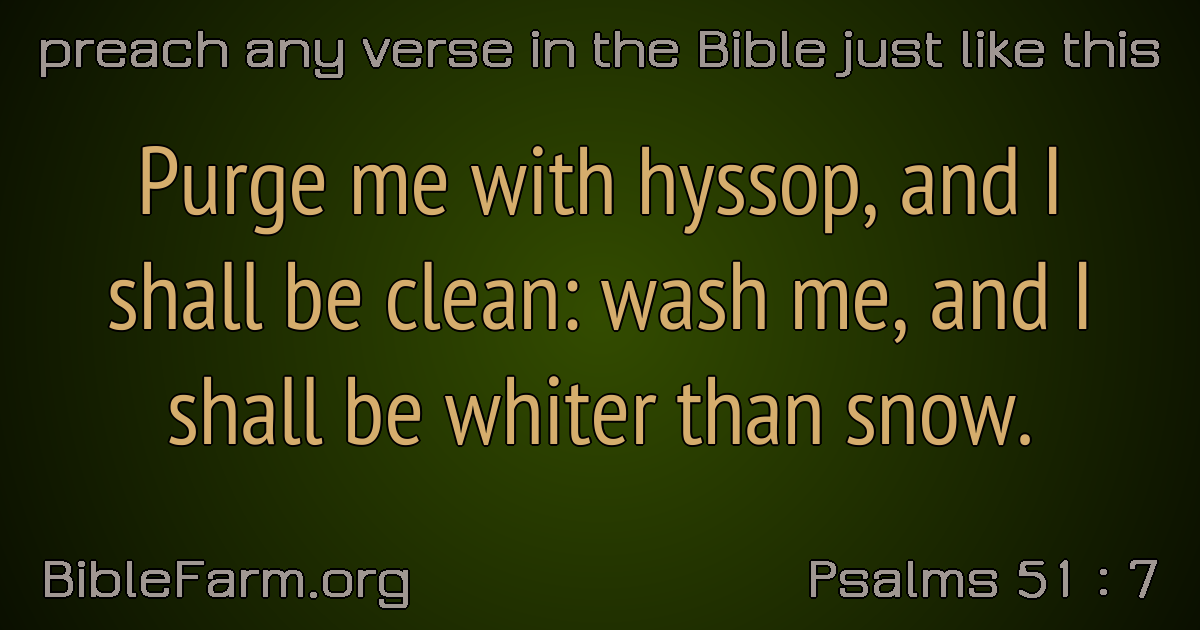 preach any verse in the Bible just like this
Purge me with hyssop, and I
shall be clean: wash me, and I
shall be whiter than snow.
BibleFarm.org
Psalms 51 : 7